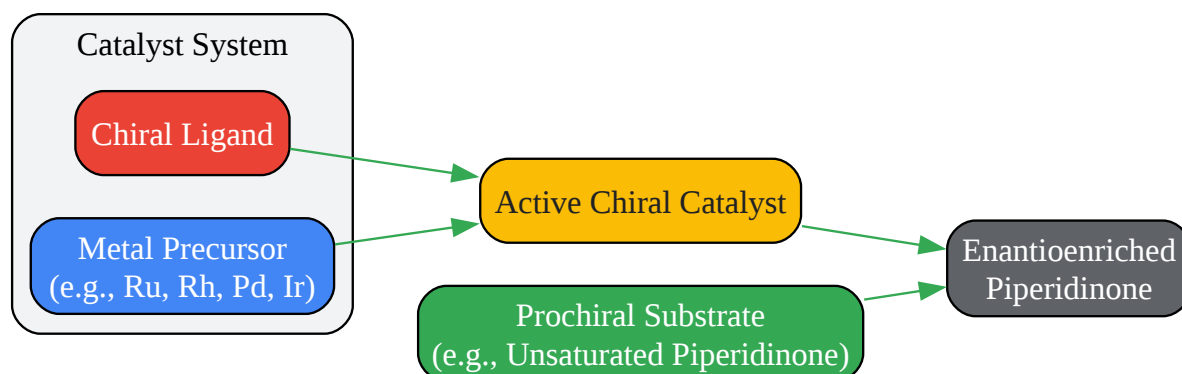 Catalyst System
Chiral Ligand
Metal Precursor
(e.g., Ru, Rh, Pd, Ir)
Active Chiral Catalyst
Prochiral Substrate
(e.g., Unsaturated Piperidinone)
Enantioenriched
Piperidinone